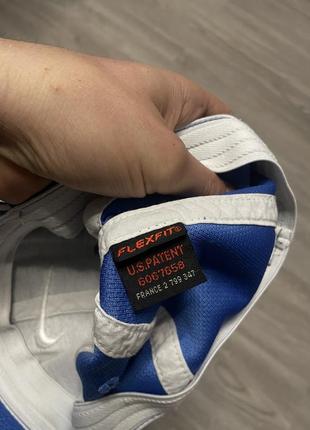 FLEXFIT®
U.S.PATENT
6067658
FRANCE 2 799 347